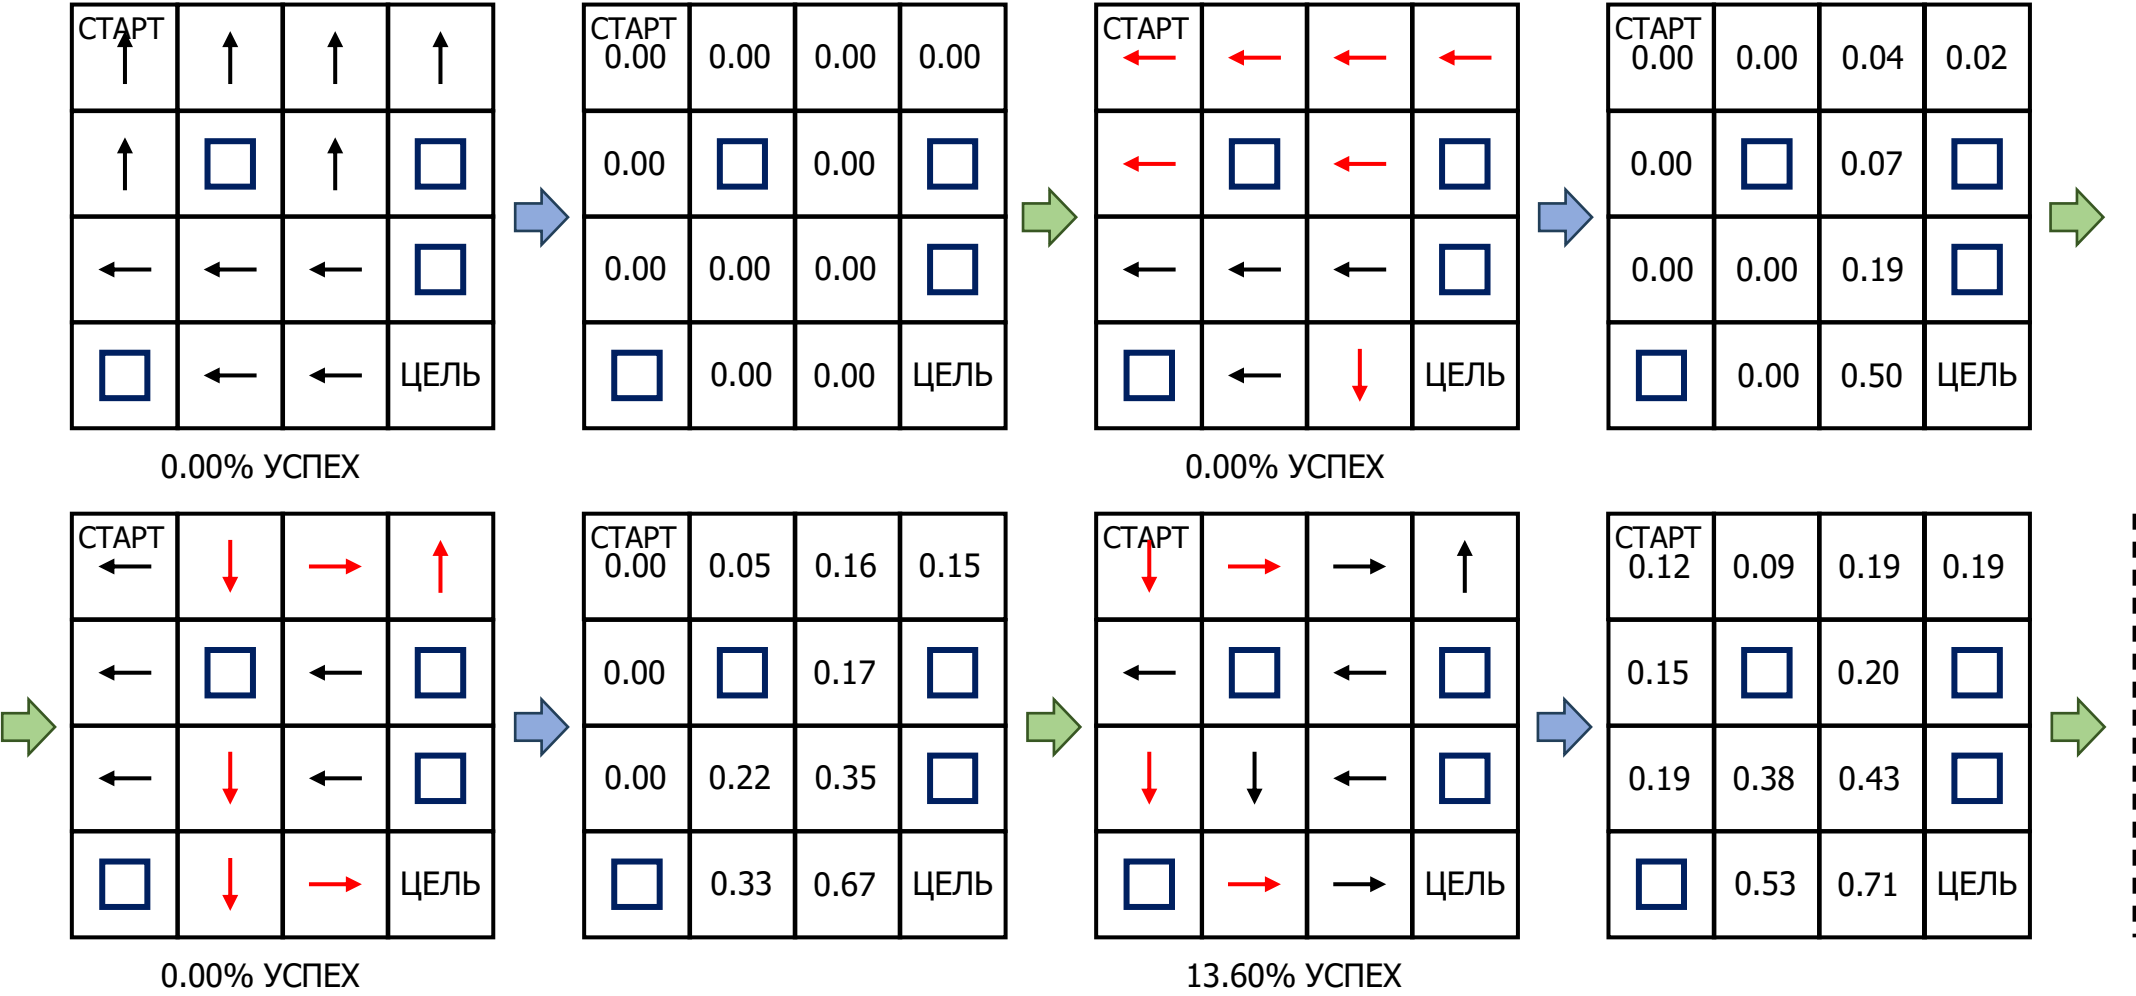 СТАРТ
СТАРТ
0.00 0.00 0.00 0.00
0.00 0.00
0.00 0.00 0.00
0.00 0.00 ЦЕЛЬ
ЦЕЛЬ
0.00% УСПЕХ
СТАРТ
ЦЕЛЬ
0.00% УСПЕХ
СТАРТ
0.00 0.00 0.04 0.02
0.00 0.07
0.00 0.00 0.19
0.00 0.50 ЦЕЛЬ
СТАРТ
ЦЕЛЬ
0.00% УСПЕХ
СТАРТ
0.00 0.05 0.16 0.15
0.00 0.17
0.00 0.22 0.35
0.33 0.67 ЦЕЛЬ
СТАРТ
ЦЕЛЬ
13.60% УСПЕХ
СТАРТ
0.12 0.09 0.19 0.19
0.15 0.20
0.19 0.38 0.43
0.53 0.71 ЦЕЛЬ